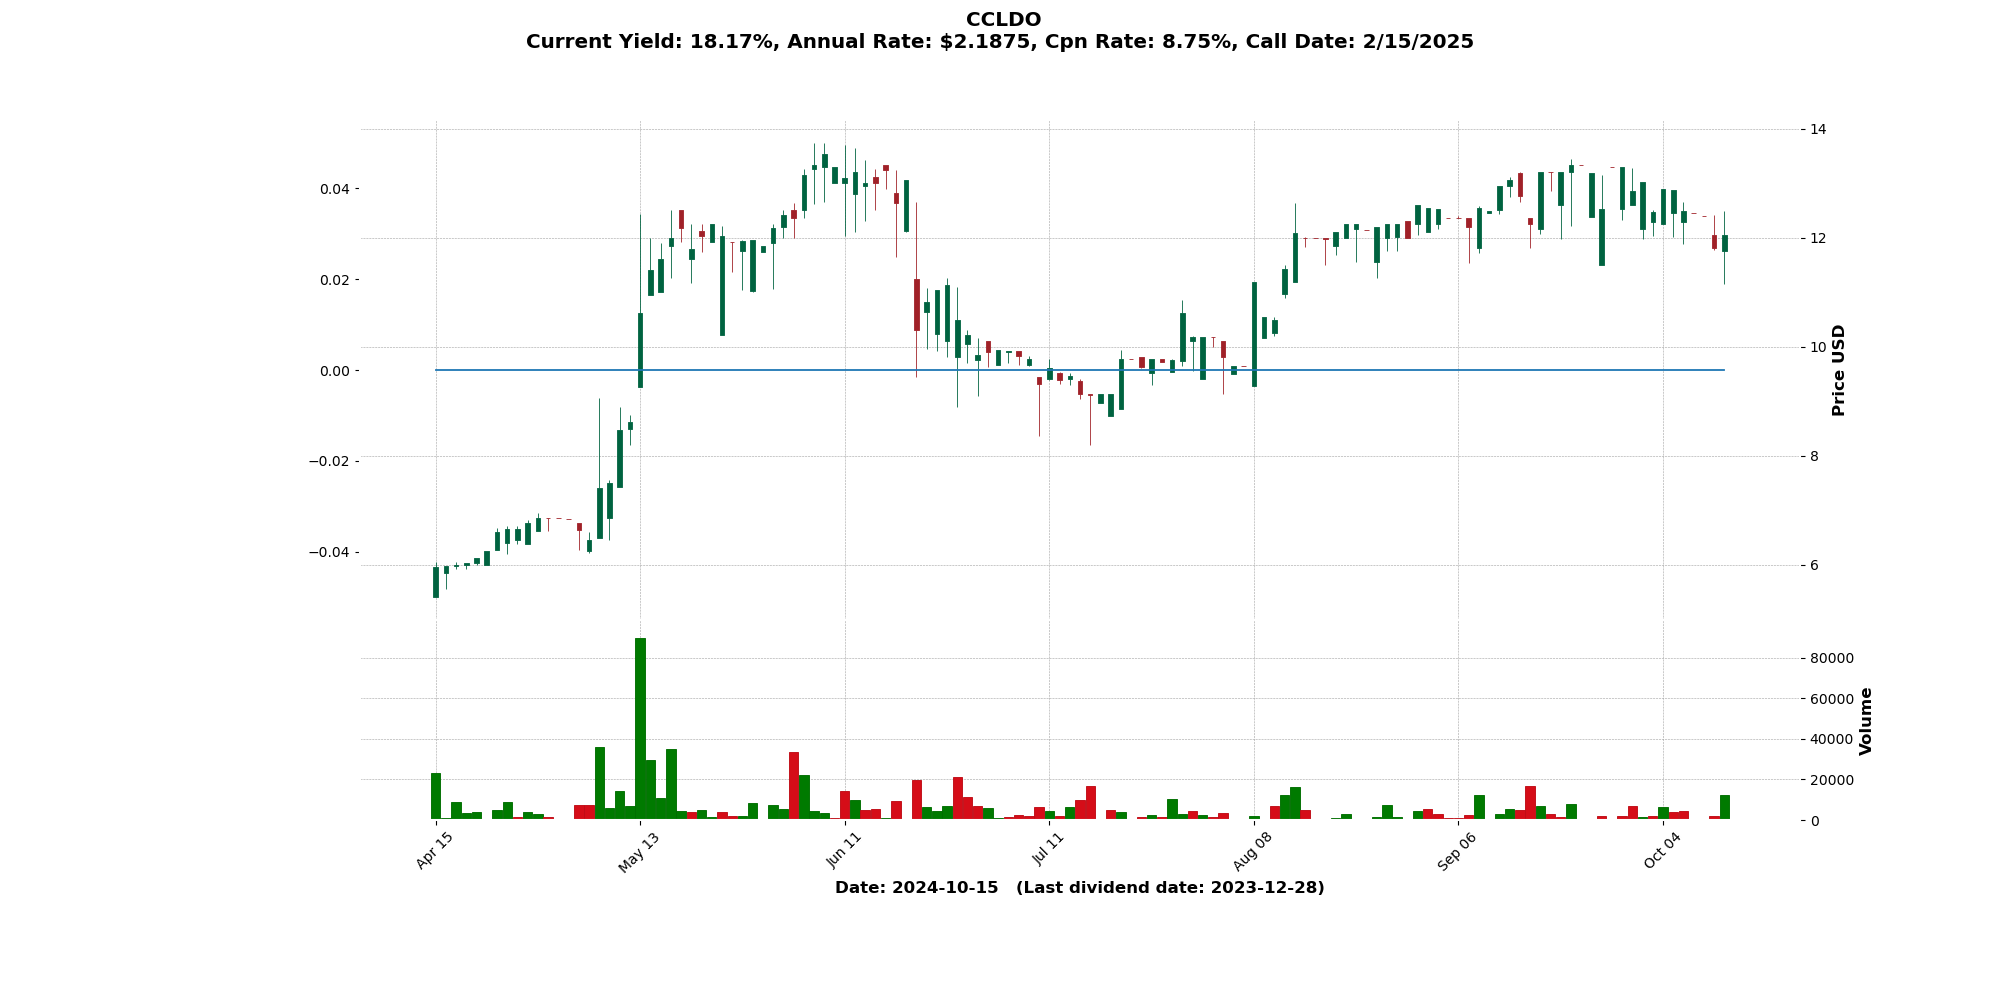 CCLDO
Current Yield: 18.17%, Annual Rate: $2.1875, Cpn Rate: 8.75%, Call Date: 2/15/2025
14
0.04
12
0.02
10
Price USD
0.00
−0.02
8
−0.04
6
80000
60000
Volume
40000
20000
0
Apr 15
May 13
Jun 11
Jul 11
Aug 08
Sep 06
Oct 04
Date: 2024-10-15   (Last dividend date: 2023-12-28)